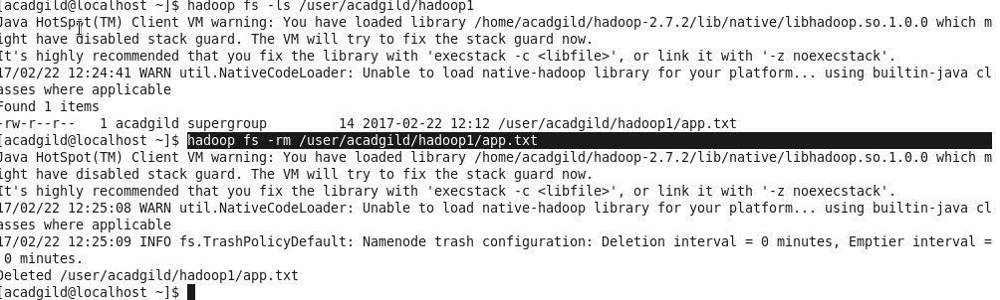 [acadgild@localhost ~]$ hadoop fs -ls /user/acadgild/hadoop1
Java HotSpot(TM) Client VM warning: You have loaded library /home/acadgild/hadoop-2.7.2/lib/native/libhadoop.so.1.0.0 which m
ight have disabled stack guard. The VM will try to fix the stack guard now.
It's highly recommended that you fix the library with 'execstack -c <libfile>', or link it with '-z noexecstack'.
17/02/22 12:24:41 WARN util.NativeCodeLoader: Unable to load native-hadoop library for your platform... using builtin-java cl
asses where applicable
Found 1 items
-rw-r--r--   1 acadgild supergroup         14 2017-02-22 12:12 /user/acadgild/hadoop1/app.txt
[acadgild@localhost ~]$ hadoop fs -rm /user/acadgild/hadoop1/app.txt
Java HotSpot(TM) Client VM warning: You have loaded library /home/acadgild/hadoop-2.7.2/lib/native/libhadoop.so.1.0.0 which m
ight have disabled stack guard. The VM will try to fix the stack guard now.
It's highly recommended that you fix the library with 'execstack -c <libfile>', or link it with '-z noexecstack'.
17/02/22 12:25:08 WARN util.NativeCodeLoader: Unable to load native-hadoop library for your platform... using builtin-java cl
asses where applicable
17/02/22 12:25:09 INFO fs.TrashPolicyDefault: Namenode trash configuration: Deletion interval = 0 minutes, Emptier interval =
 0 minutes.
Deleted /user/acadgild/hadoop1/app.txt
[acadgild@localhost ~]$